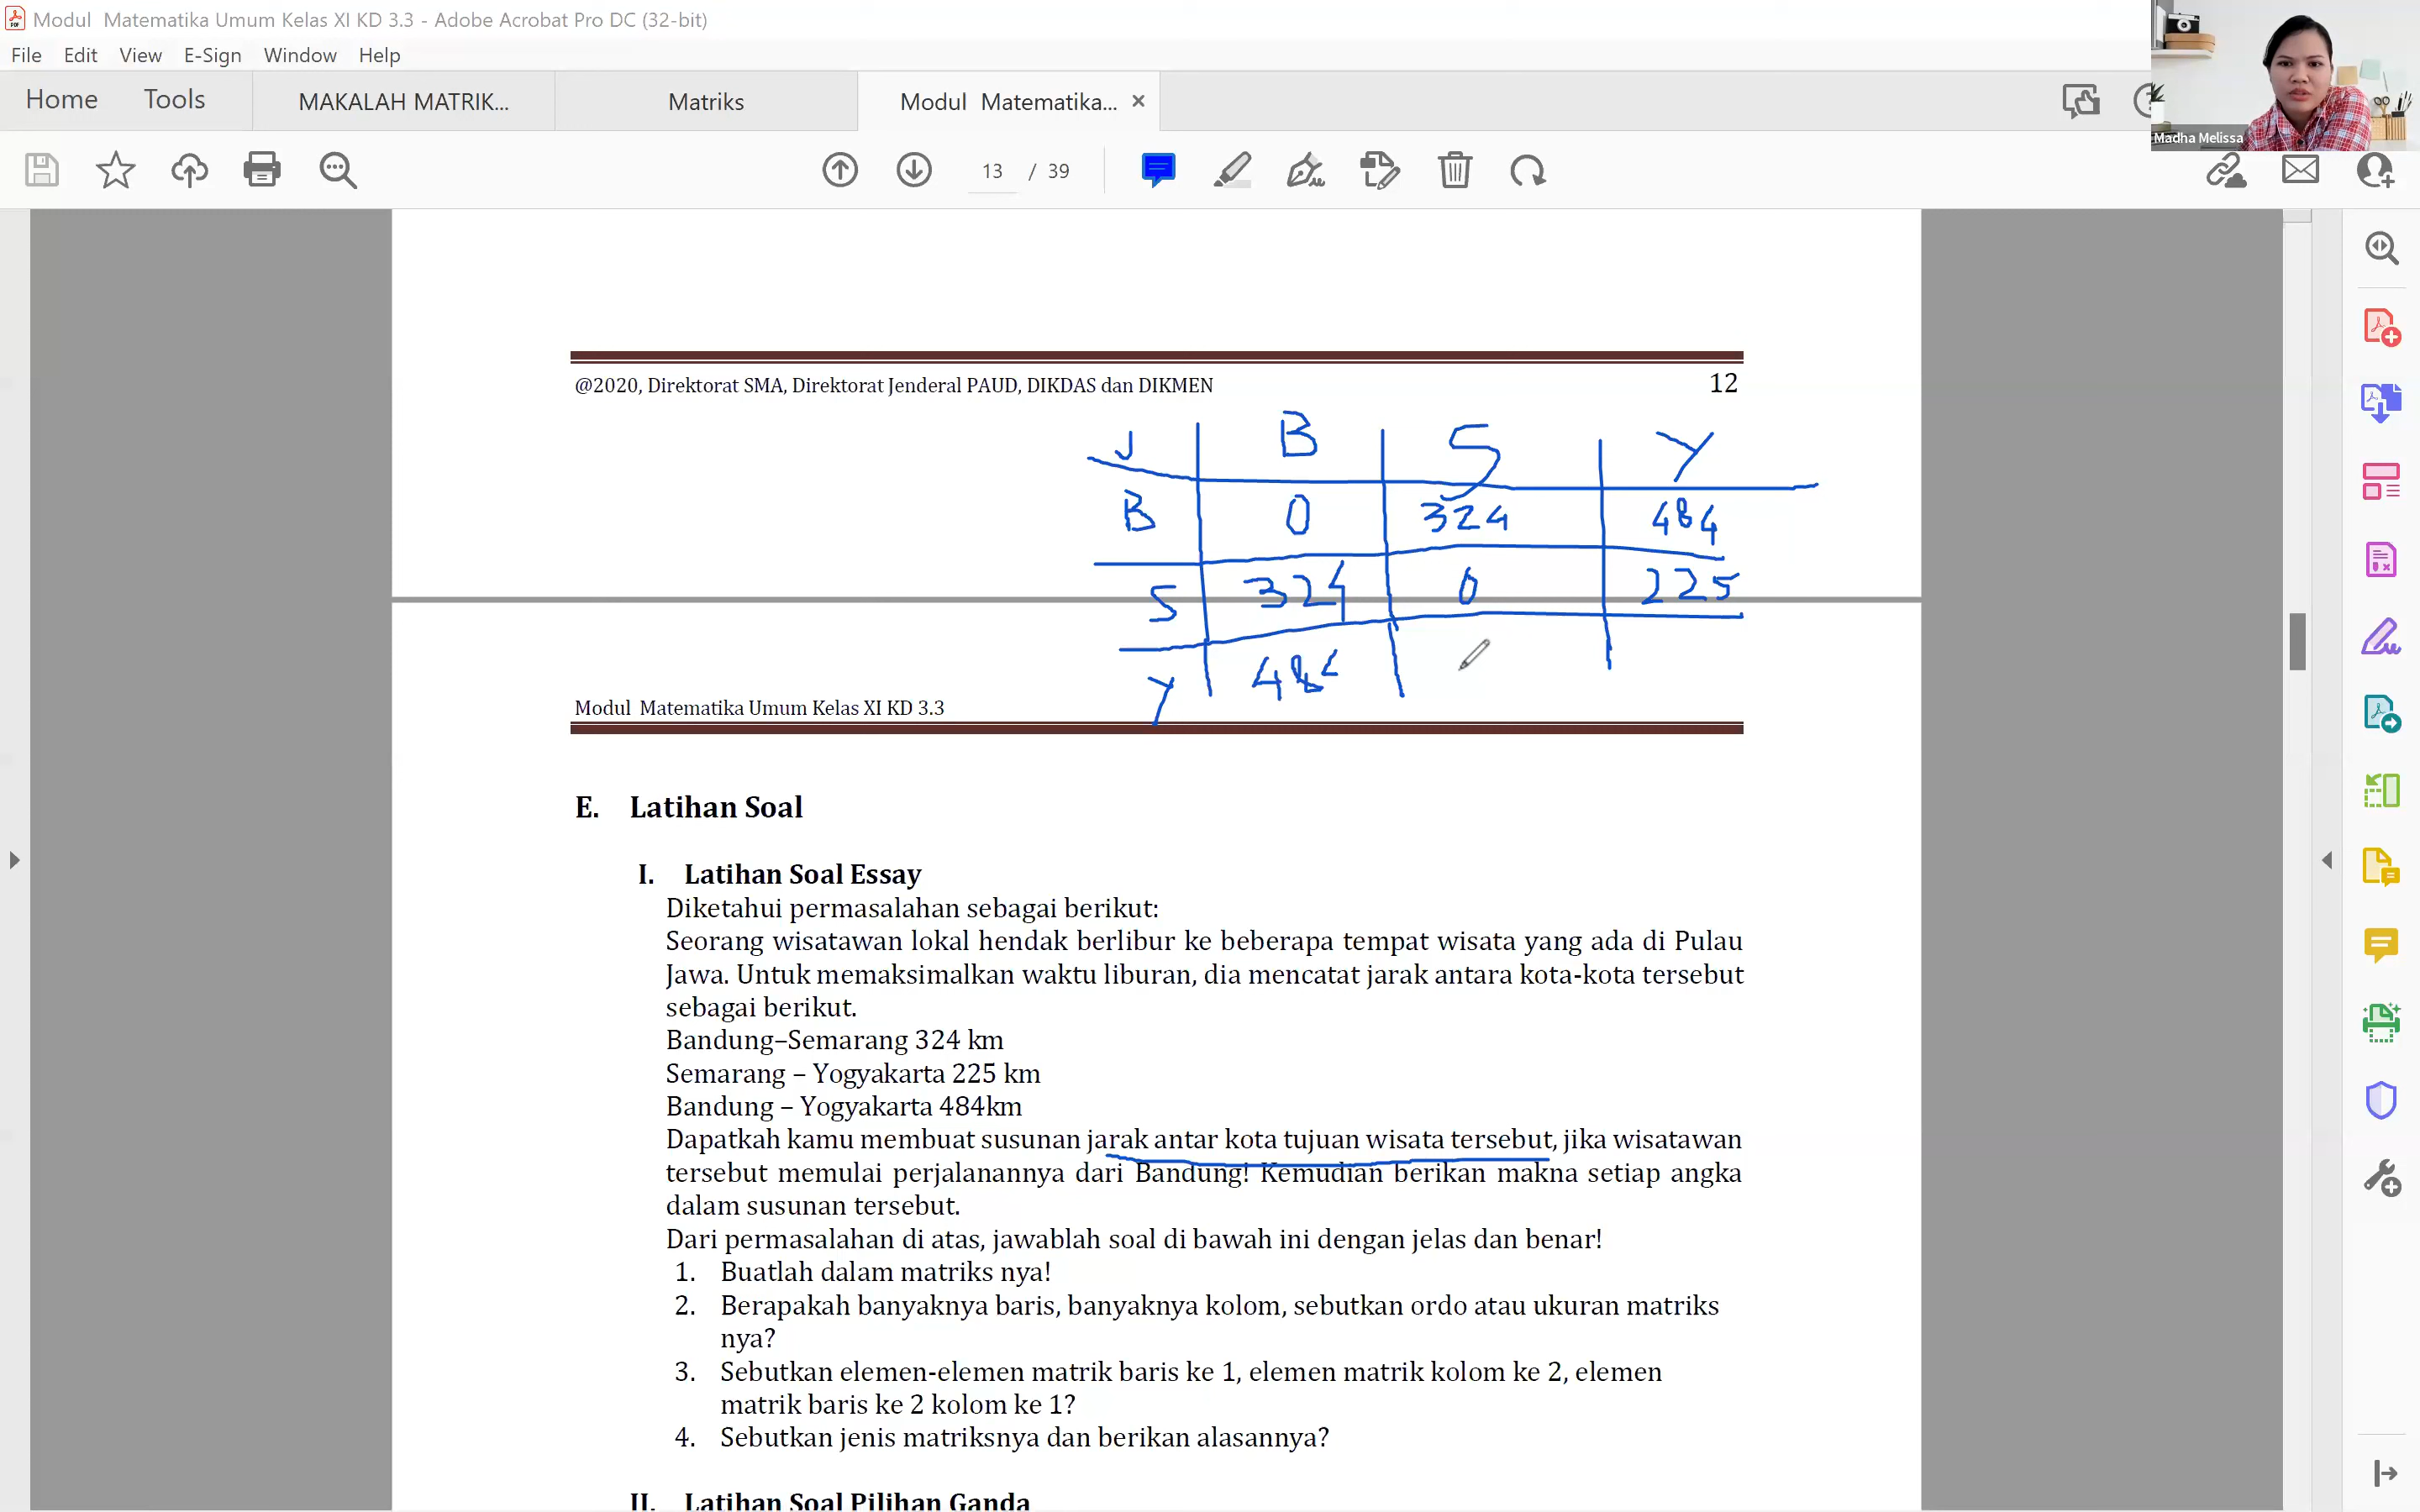 Modul Matematika Umum Kelas XI KD 3.3 - Adobe Acrobat Pro DC (32-bit)
File Edit View E-Sign Window Help
Home Tools MAKALAH MATRIK... Matriks Modul Matematika... ×
Madha Melissa
13 / 39
@2020, Direktorat SMA, Direktorat Jenderal PAUD, DIKDAS dan DIKMEN 12
J B S Y
B 0 324 484
S 324 0 225
Y 484
Modul Matematika Umum Kelas XI KD 3.3
E. Latihan Soal
I. Latihan Soal Essay
Diketahui permasalahan sebagai berikut:
Seorang wisatawan lokal hendak berlibur ke beberapa tempat wisata yang ada di Pulau
Jawa. Untuk memaksimalkan waktu liburan, dia mencatat jarak antara kota-kota tersebut
sebagai berikut.
Bandung–Semarang 324 km
Semarang – Yogyakarta 225 km
Bandung – Yogyakarta 484km
Dapatkah kamu membuat susunan jarak antar kota tujuan wisata tersebut, jika wisatawan
tersebut memulai perjalanannya dari Bandung! Kemudian berikan makna setiap angka
dalam susunan tersebut.
Dari permasalahan di atas, jawablah soal di bawah ini dengan jelas dan benar!
1. Buatlah dalam matriks nya!
2. Berapakah banyaknya baris, banyaknya kolom, sebutkan ordo atau ukuran matriks
nya?
3. Sebutkan elemen-elemen matrik baris ke 1, elemen matrik kolom ke 2, elemen
matrik baris ke 2 kolom ke 1?
4. Sebutkan jenis matriksnya dan berikan alasannya?
II. Latihan Soal Pilihan Ganda